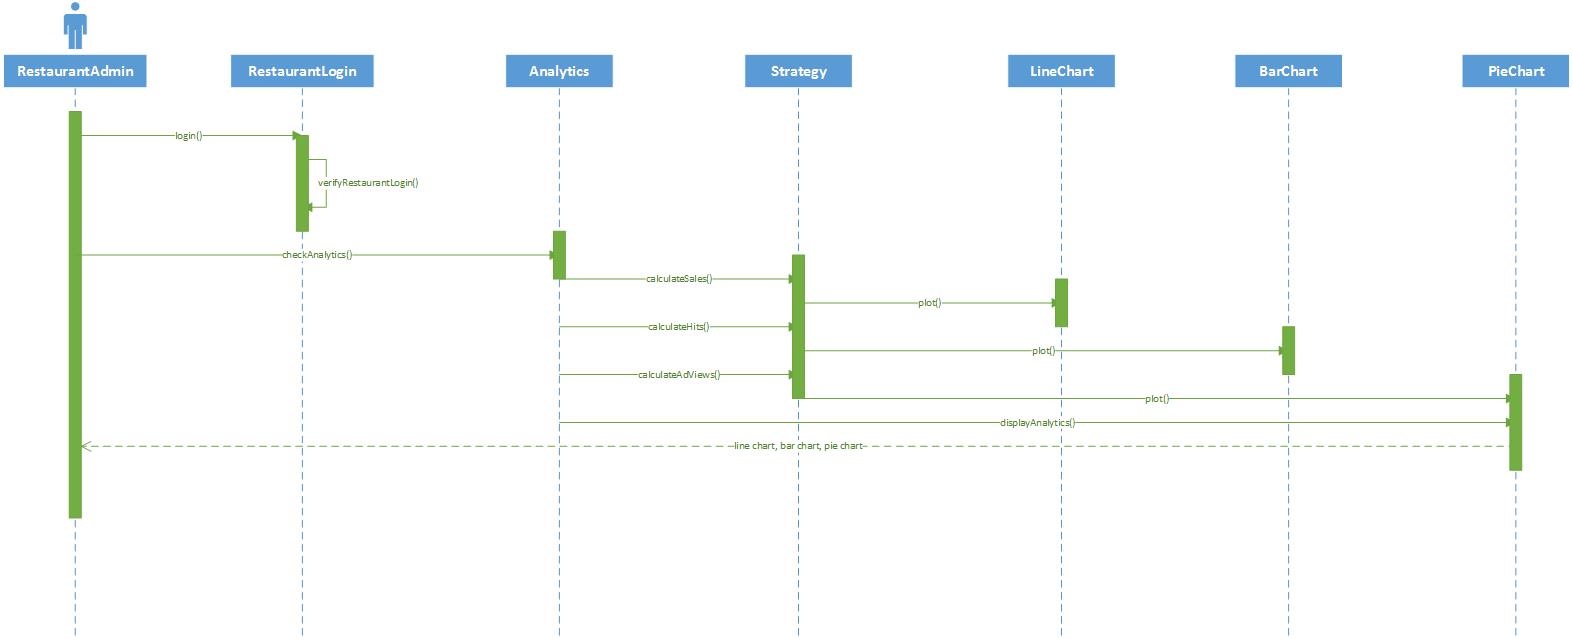 RestaurantAdmin
RestaurantLogin
Analytics
Strategy
LineChart
BarChart
PieChart
login()
verifyRestaurantLogin()
checkAnalytics()
calculateSales()
plot()
calculateHits()
plot()
calculateAdViews()
plot()
displayAnalytics()
line chart, bar chart, pie chart